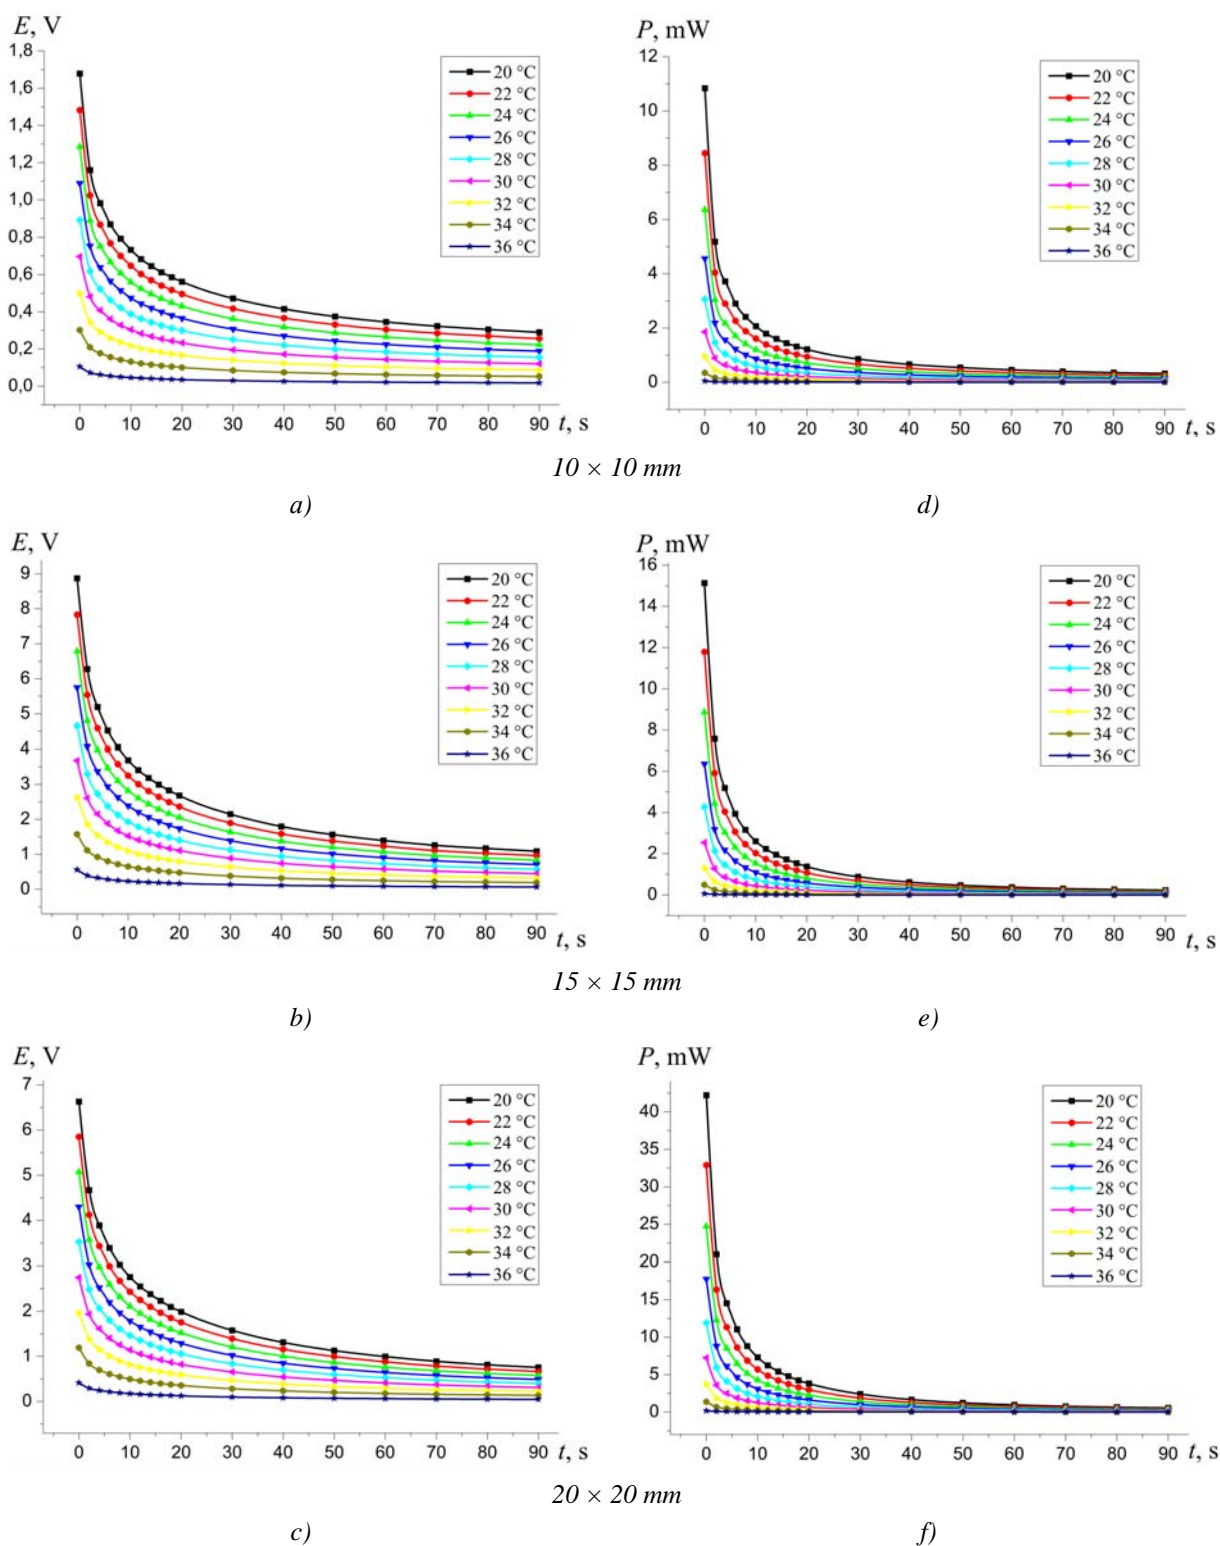 E, V
1,8
1,6
1,4
1,2
1,0
0,8
0,6
0,4
0,2
0,0
0 10 20 30 40 50 60 70 80 90 t, s
20 °C
22 °C
24 °C
26 °C
28 °C
30 °C
32 °C
34 °C
36 °C
P, mW
12
10
8
6
4
2
0
0 10 20 30 40 50 60 70 80 90 t, s
20 °C
22 °C
24 °C
26 °C
28 °C
30 °C
32 °C
34 °C
36 °C
10 × 10 mm
a) d)
E, V
9
8
7
6
5
4
3
2
1
0
0 10 20 30 40 50 60 70 80 90 t, s
20 °C
22 °C
24 °C
26 °C
28 °C
30 °C
32 °C
34 °C
36 °C
P, mW
16
14
12
10
8
6
4
2
0
0 10 20 30 40 50 60 70 80 90 t, s
20 °C
22 °C
24 °C
26 °C
28 °C
30 °C
32 °C
34 °C
36 °C
15 × 15 mm
b) e)
E, V
7
6
5
4
3
2
1
0
0 10 20 30 40 50 60 70 80 90 t, s
20 °C
22 °C
24 °C
26 °C
28 °C
30 °C
32 °C
34 °C
36 °C
P, mW
40
35
30
25
20
15
10
5
0
0 10 20 30 40 50 60 70 80 90 t, s
20 °C
22 °C
24 °C
26 °C
28 °C
30 °C
32 °C
34 °C
36 °C
20 × 20 mm
c) f)